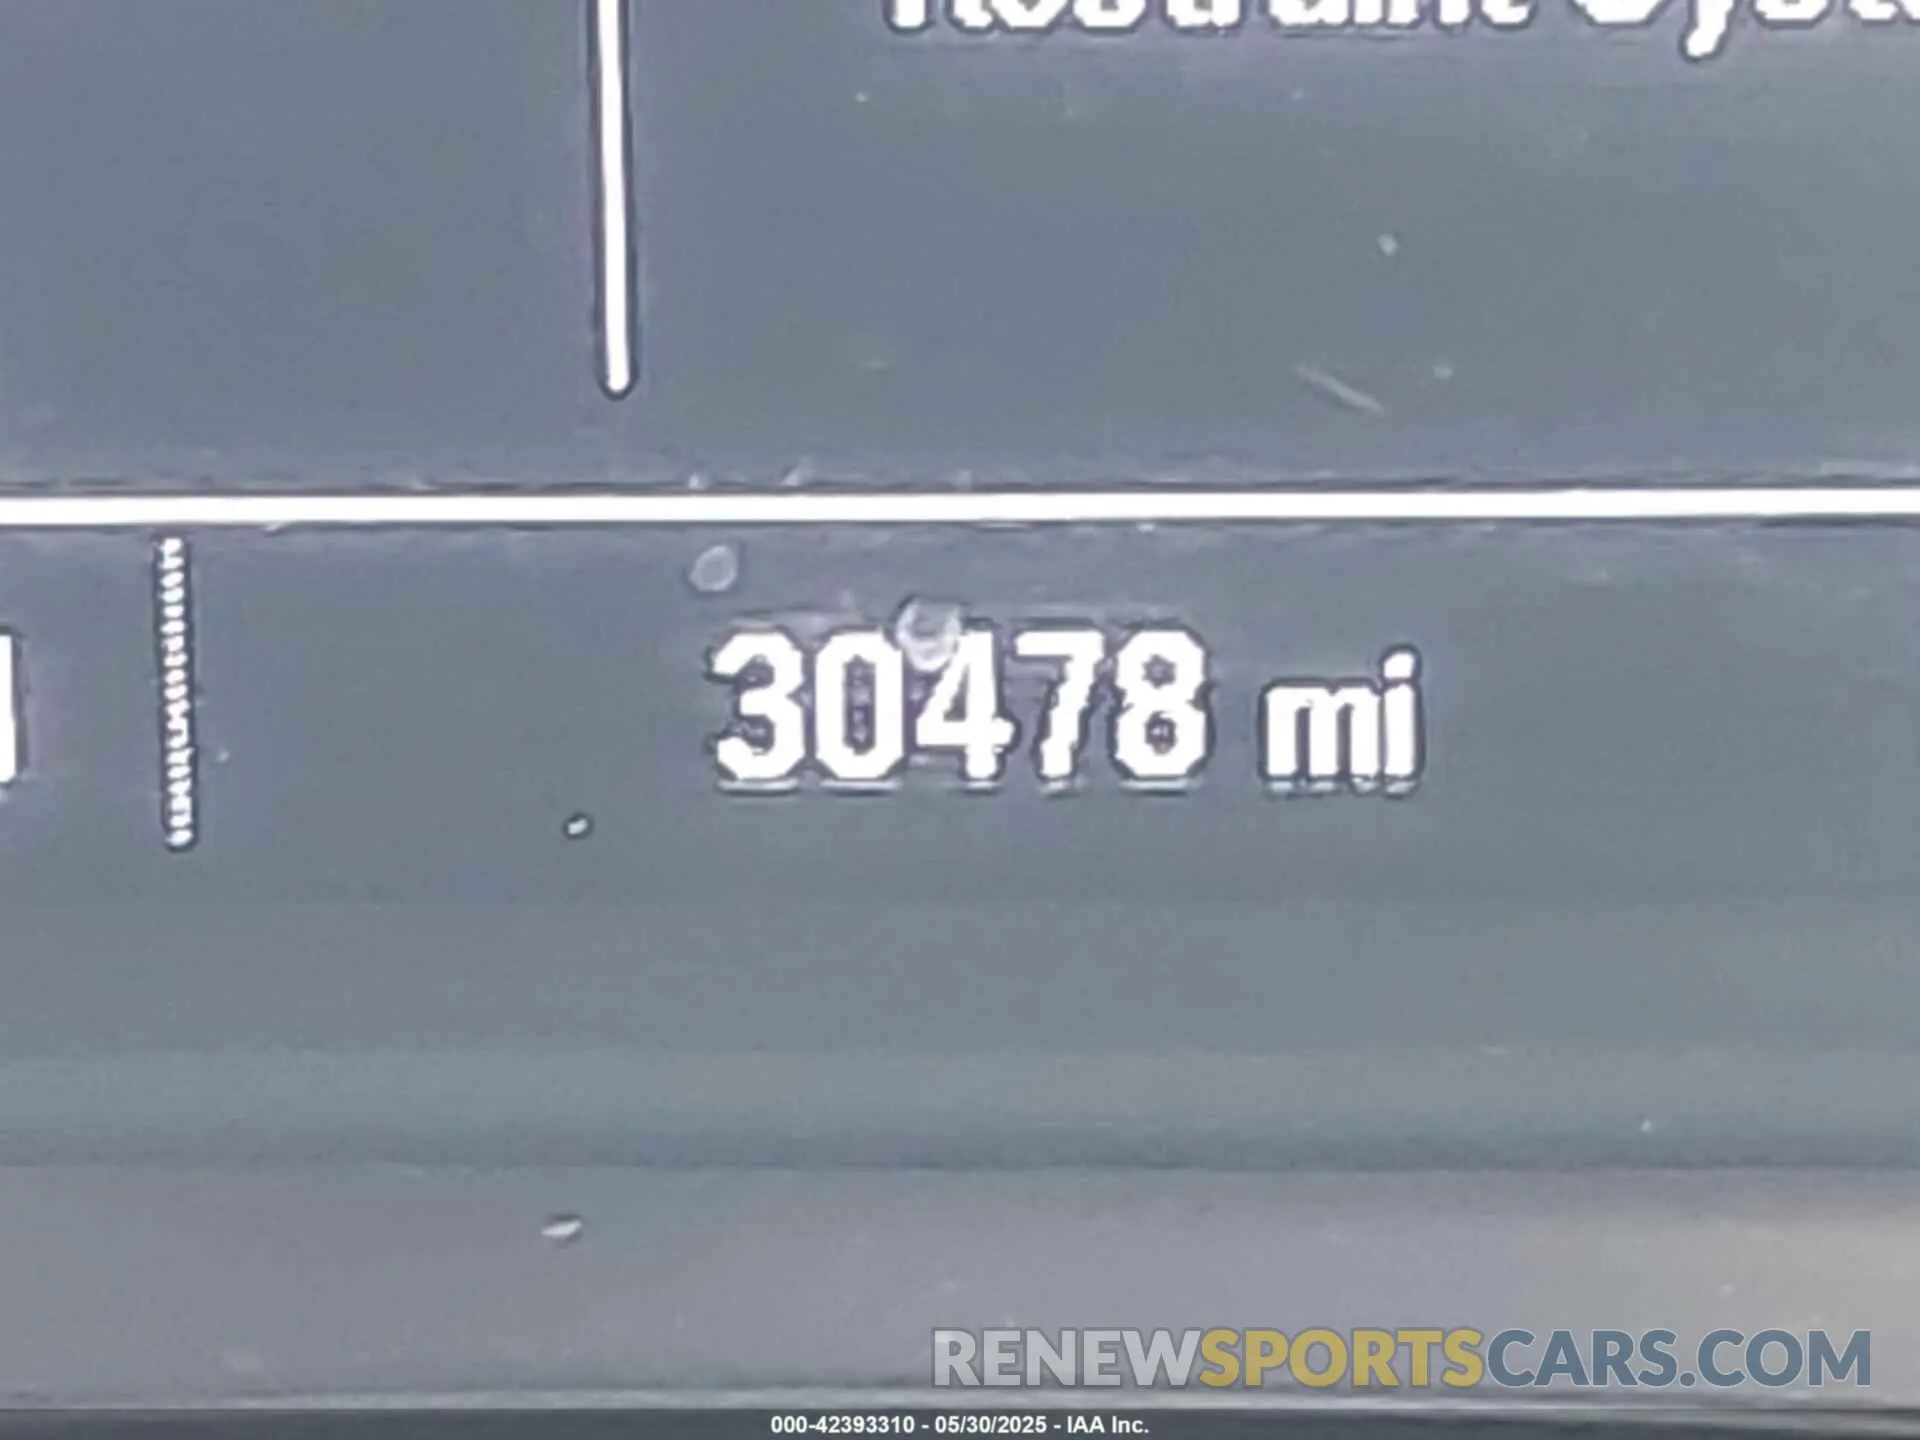 30478 mi
RENEWSPORTSCARS.COM
000-42393310 - 05/30/2025 - IAA Inc.